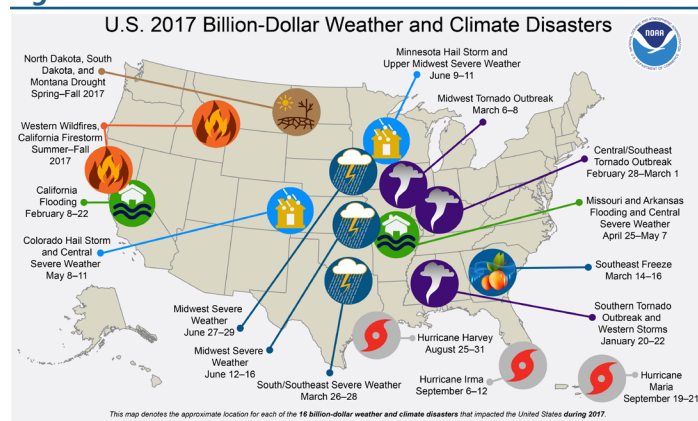 U.S. 2017 Billion-Dollar Weather and Climate Disasters
NOAA
North Dakota, South
Dakota, and
Montana Drought
Spring–Fall 2017
Minnesota Hail Storm and
Upper Midwest Severe Weather
June 9–11
Midwest Tornado Outbreak
March 6–8
Western Wildfires,
California Firestorm
Summer–Fall
2017
Central/Southeast
Tornado Outbreak
February 28–March 1
California
Flooding
February 8–22
Missouri and Arkansas
Flooding and Central
Severe Weather
April 25–May 7
Colorado Hail Storm
and Central
Severe Weather
May 8–11
Southeast Freeze
March 14–16
Midwest Severe
Weather
June 27–29
Southern Tornado
Outbreak and
Western Storms
January 20–22
Midwest Severe
Weather
June 12–16
Hurricane Harvey
August 25–31
South/Southeast Severe Weather
March 26–28
Hurricane Irma
September 6–12
Hurricane
Maria
September 19–21
This map denotes the approximate location for each of the 16 billion-dollar weather and climate disasters that impacted the United States during 2017.